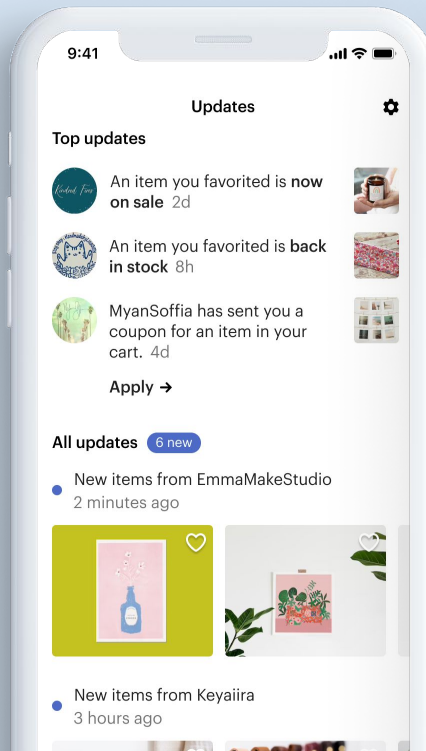 9:41
Updates
Top updates
An item you favorited is now
on sale 2d
An item you favorited is back
in stock 8h
MyanSoffia has sent you a
coupon for an item in your
cart. 4d
Apply →
All updates 6 new
New items from EmmaMakeStudio
2 minutes ago
New items from Keyaiira
3 hours ago